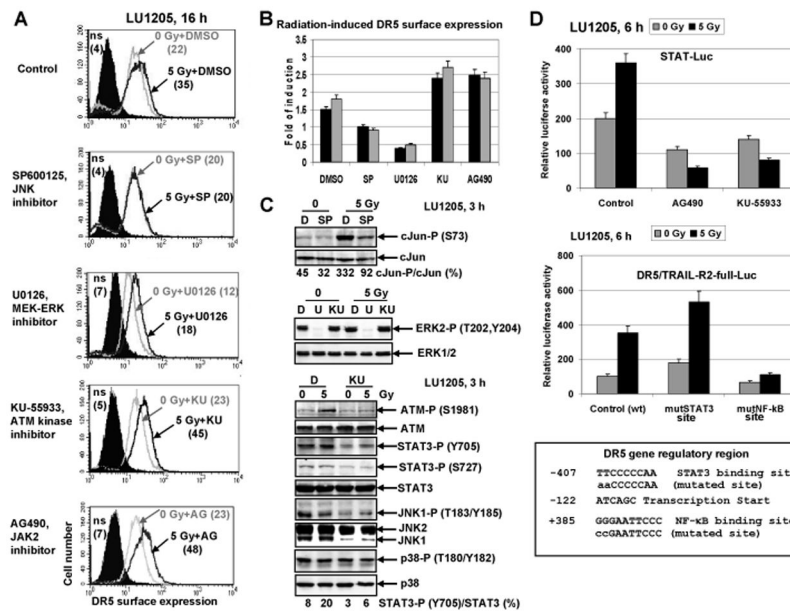 A
LU1205, 16 h
Control
ns
(4)
0 Gy+DMSO
(22)
5 Gy+DMSO
(35)
SP600125,
JNK
inhibitor
ns
(4)
0 Gy+SP (20)
5 Gy+SP (20)
U0126,
MEK-ERK
inhibitor
ns
(7)
0 Gy+U0126 (12)
5 Gy+U0126
(18)
KU-55933,
ATM kinase
inhibitor
ns
(5)
0 Gy+KU (23)
5 Gy+KU
(45)
AG490,
JAK2
inhibitor
ns
(7)
0 Gy+AG (23)
5 Gy+AG
(48)
Cell number
DR5 surface expression
B
Radiation-induced DR5 surface expression
Fold of induction
3
2.5
2
1.5
1
0.5
0
DMSO SP U0126 KU AG490
C
LU1205, 3 h
0 5 Gy
D SP D SP
cJun-P (S73)
cJun
45 32 332 92 cJun-P/cJun (%)
0 5 Gy
D U KU D U KU
ERK2-P (T202,Y204)
ERK1/2
D KU LU1205, 3 h
0 5 0 5 Gy
ATM-P (S1981)
ATM
STAT3-P (Y705)
STAT3-P (S727)
STAT3
JNK1-P (T183/Y185)
JNK2
JNK1
p38-P (T180/Y182)
p38
8 20 3 6 STAT3-P (Y705)/STAT3 (%)
D
LU1205, 6 h
0 Gy 5 Gy
STAT-Luc
Relative luciferse activity
400
300
200
100
0
Control AG490 KU-55933
LU1205, 6 h
0 Gy 5 Gy
DR5/TRAIL-R2-full-Luc
Relative luciferase activity
800
600
400
200
0
Control (wt) mutSTAT3 site mutNF-kB site
DR5 gene regulatory region
-407 TTCCCCCAA STAT3 binding site
aaCCCCCAA (mutated site)
-122 ATCAGC Transcription Start
+385 GGGAATTCCC NF-κB binding site
ccGAATTCCC (mutated site)